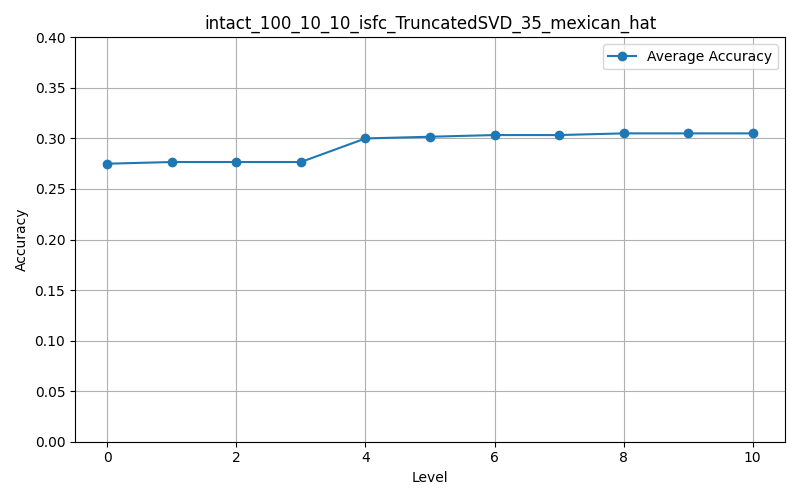 intact_100_10_10_isfc_TruncatedSVD_35_mexican_hat
Average Accuracy
0.40
0.35
0.30
0.25
0.20
0.15
0.10
0.05
0.00
Accuracy
0 2 4 6 8 10
Level